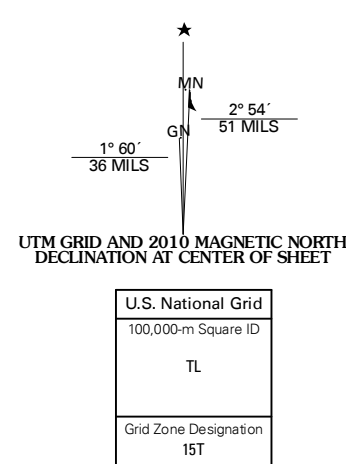 MN
GN
2° 54´
51 MILS
1° 60´
36 MILS
UTM GRID AND 2010 MAGNETIC NORTH
DECLINATION AT CENTER OF SHEET
U.S. National Grid
100,000-m Square ID
TL
Grid Zone Designation
15T